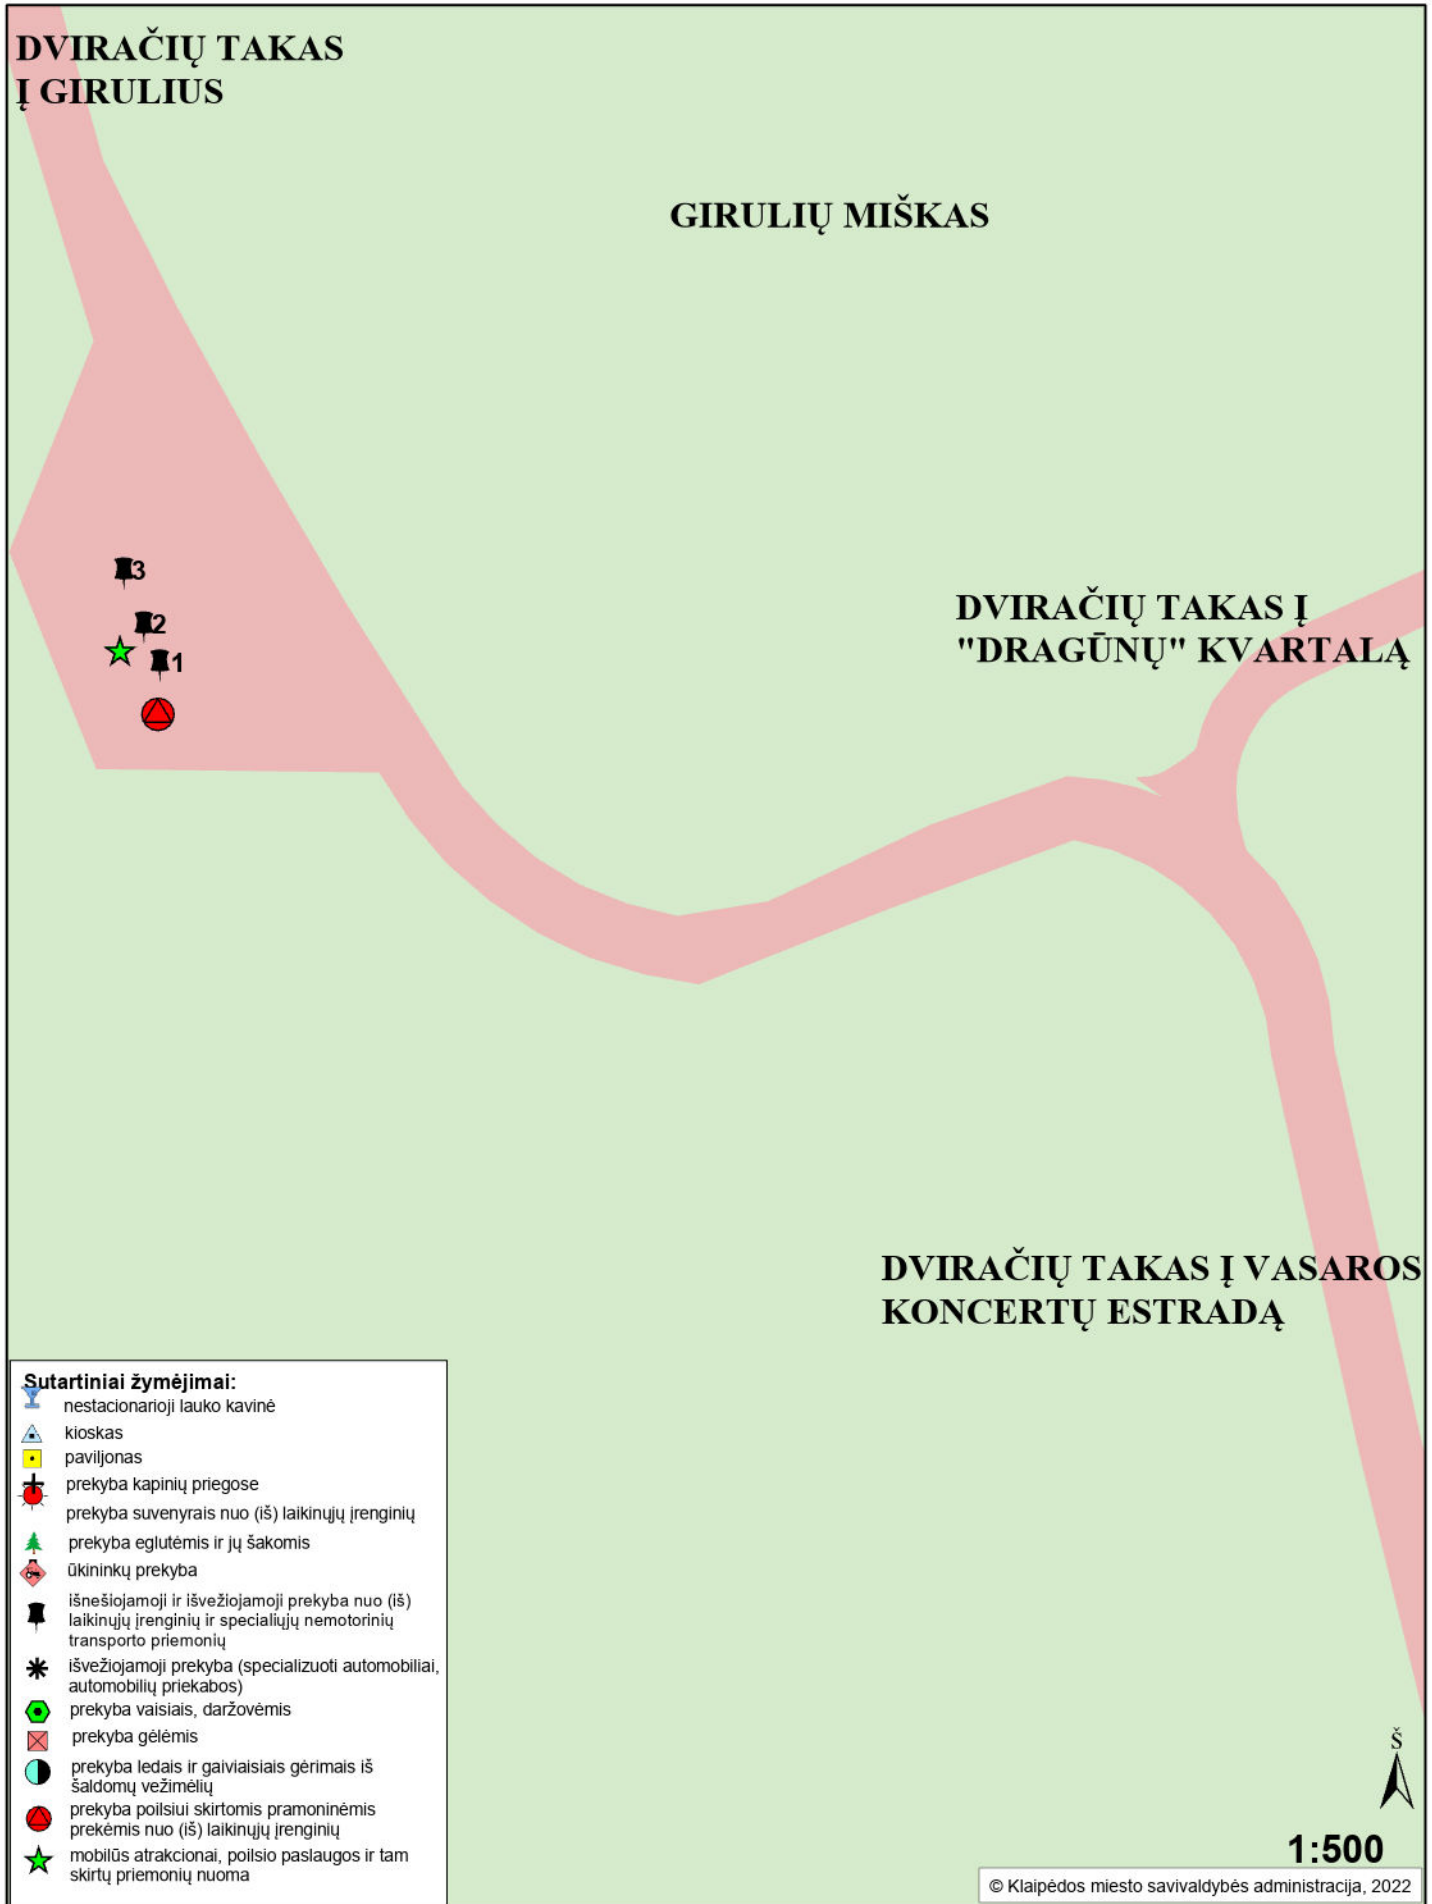 DVIRAČIŲ TAKAS
Į GIRULIUS
GIRULIŲ MIŠKAS
3
2
1
DVIRAČIŲ TAKAS Į
"DRAGŪNŲ" KVARTALĄ
DVIRAČIŲ TAKAS Į VASAROS
KONCERTŲ ESTRADĄ
Sutartiniai žymėjimai:
nestacionarioji lauko kavinė
kioskas
paviljonas
prekyba kapinių priegose
prekyba suvenyrais nuo (iš) laikinųjų įrenginių
prekyba eglutėmis ir jų šakomis
ūkininkų prekyba
išnešiojamoji ir išvežiojamoji prekyba nuo (iš)
laikinųjų įrenginių ir specialiųjų nemotorinių
transporto priemonių
išvežiojamoji prekyba (specializuoti automobiliai,
automobilių priekabos)
prekyba vaisiais, daržovėmis
prekyba gėlėmis
prekyba ledais ir gaiviaisiais gėrimais iš
šaldomų vežimėlių
prekyba poilsiui skirtomis pramoninėmis
prekėmis nuo (iš) laikinųjų įrenginių
mobilūs atrakcionai, poilsio paslaugos ir tam
skirtų priemonių nuoma
Š
1:500
© Klaipėdos miesto savivaldybės administracija, 2022